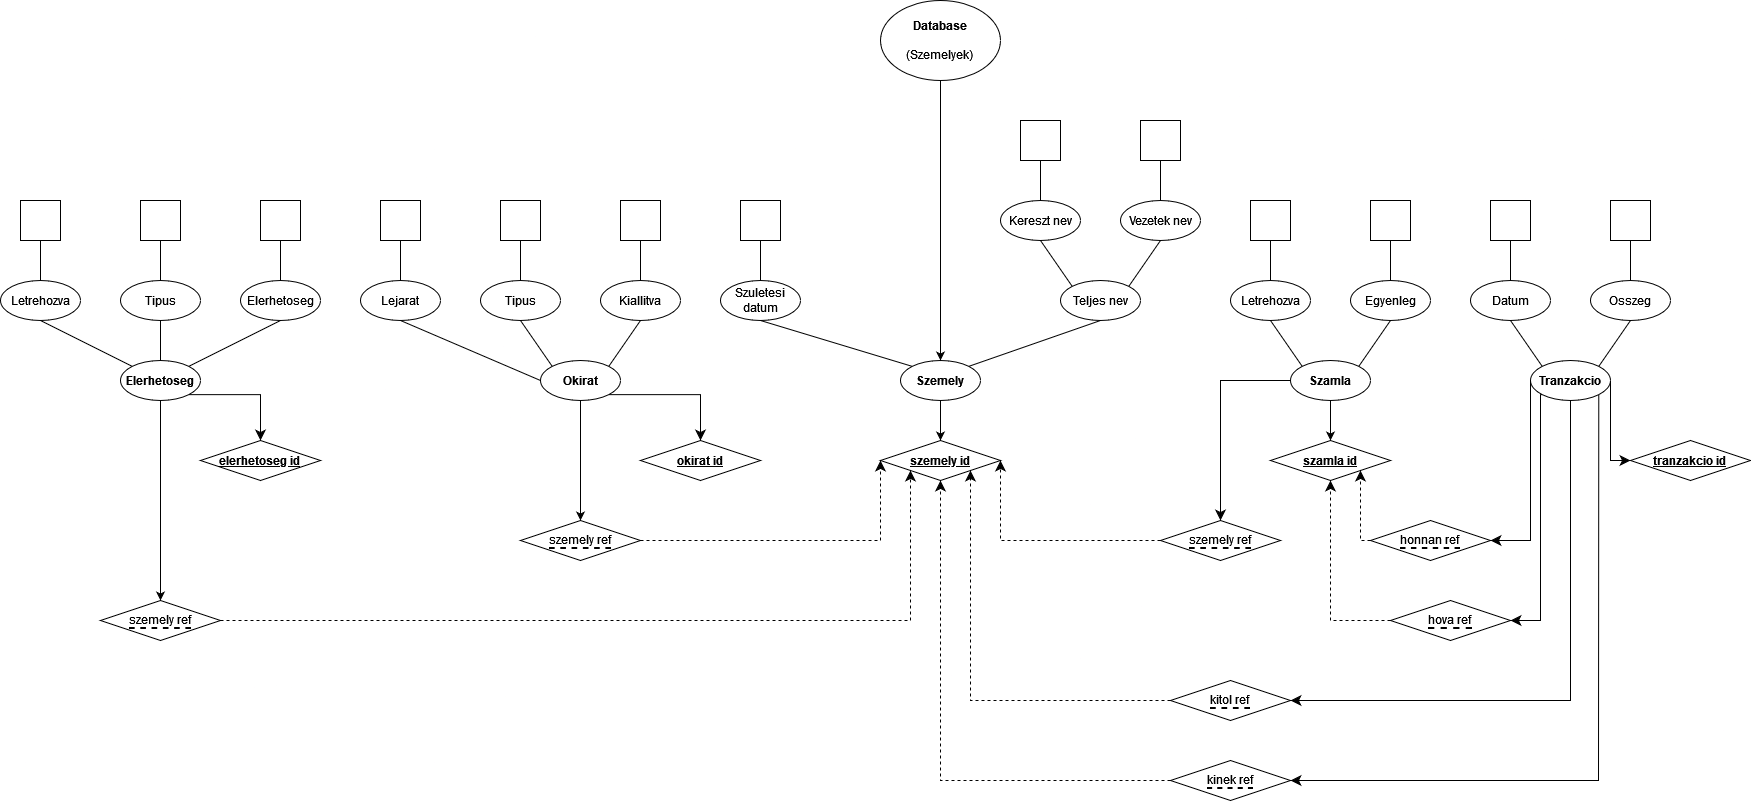 Database
(Szemelyek)
Kereszt nev
Vezetek nev
Letrehozva
Tipus
Elerhetoseg
Lejarat
Tipus
Kiallitva
Szuletesi
datum
Teljes nev
Letrehozva
Egyenleg
Datum
Osszeg
Elerhetoseg
Okirat
Szemely
Szamla
Tranzakcio
elerhetoseg id
okirat id
szemely id
szamla id
tranzakcio id
szemely ref
szemely ref
honnan ref
szemely ref
hova ref
kitol ref
kinek ref